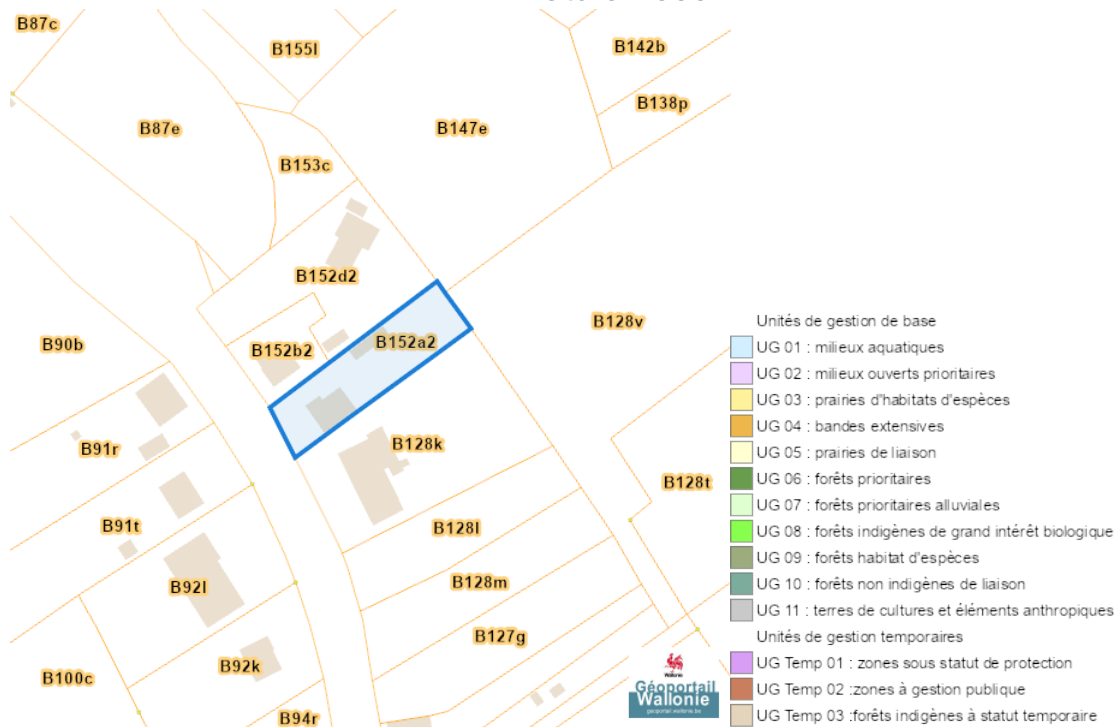 B87c
B155l
B142b
B138p
B87e
B147e
B153c
B152d2
B128v
B90b
B152b2
B152a2
B91r
B128k
B128t
B91t
B128l
B92l
B128m
B127g
B92k
B100c
B94r
Unités de gestion de base
UG 01 : milieux aquatiques
UG 02 : milieux ouverts prioritaires
UG 03 : prairies d'habitats d'espèces
UG 04 : bandes extensives
UG 05 : prairies de liaison
UG 06 : forêts prioritaires
UG 07 : forêts prioritaires alluviales
UG 08 : forêts indigènes de grand intérêt biologique
UG 09 : forêts habitat d'espèces
UG 10 : forêts non indigènes de liaison
UG 11 : terres de cultures et éléments anthropiques
Unités de gestion temporaires
UG Temp 01 : zones sous statut de protection
UG Temp 02 :zones à gestion publique
UG Temp 03 :forêts indigènes à statut temporaire
Wallonie
Géoportail
Wallonie
geoportail.wallonie.be